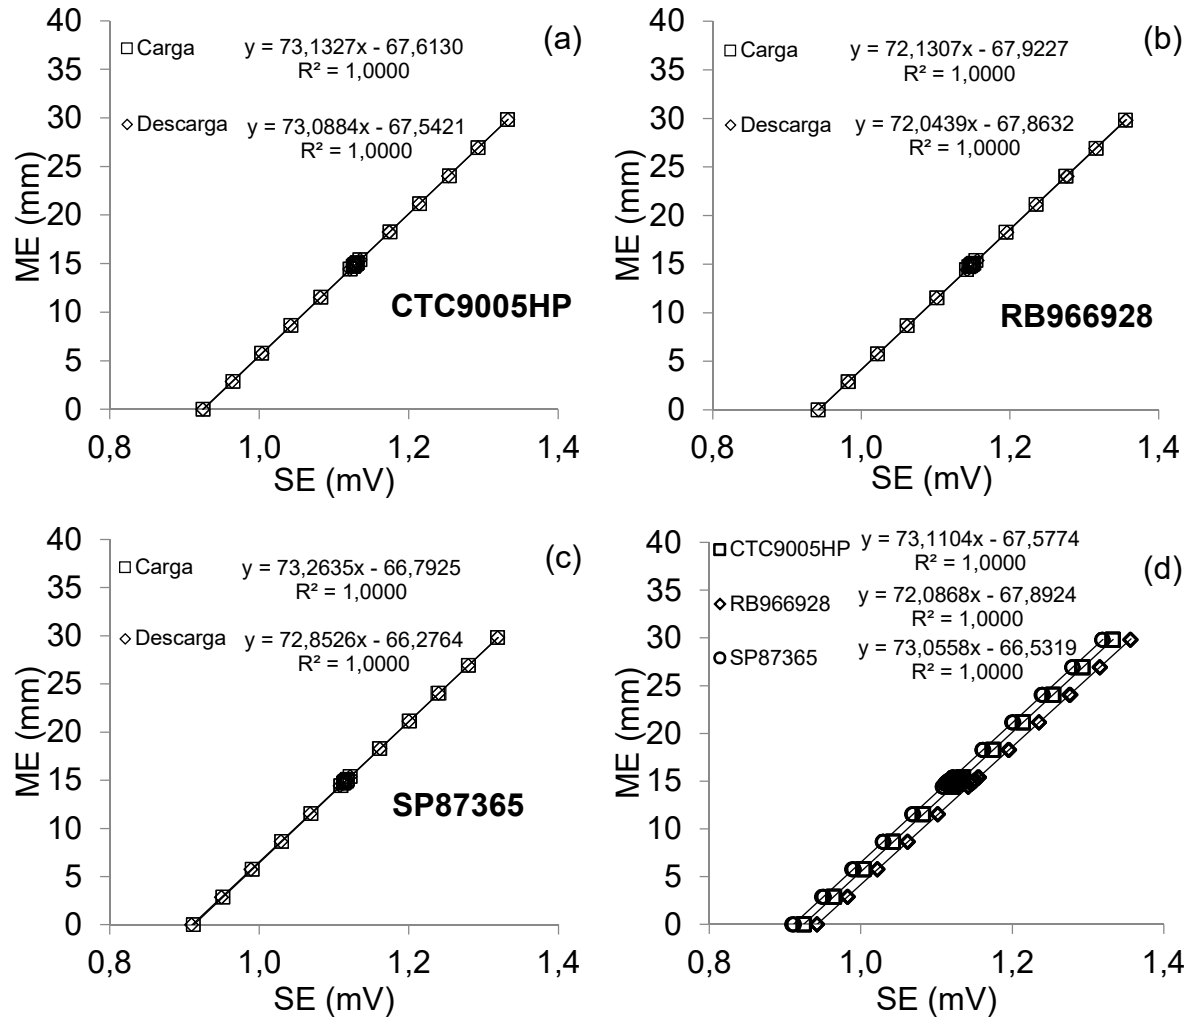 (a)
Carga
y = 73,1327x - 67,6130
R² = 1,0000
Descarga
y = 73,0884x - 67,5421
R² = 1,0000
40
35
30
25
20
15
10
5
0
ME (mm)
CTC9005HP
0,8 1,0 1,2 1,4
SE (mV)
(b)
Carga
y = 72,1307x - 67,9227
R² = 1,0000
Descarga
y = 72,0439x - 67,8632
R² = 1,0000
40
35
30
25
20
15
10
5
0
ME (mm)
RB966928
0,8 1,0 1,2 1,4
SE (mV)
(c)
Carga
y = 73,2635x - 66,7925
R² = 1,0000
Descarga
y = 72,8526x - 66,2764
R² = 1,0000
40
35
30
25
20
15
10
5
0
ME (mm)
SP87365
0,8 1,0 1,2 1,4
SE (mV)
(d)
CTC9005HP
y = 73,1104x - 67,5774
R² = 1,0000
RB966928
y = 72,0868x - 67,8924
R² = 1,0000
SP87365
y = 73,0558x - 66,5319
R² = 1,0000
40
35
30
25
20
15
10
5
0
ME (mm)
0,8 1,0 1,2 1,4
SE (mV)